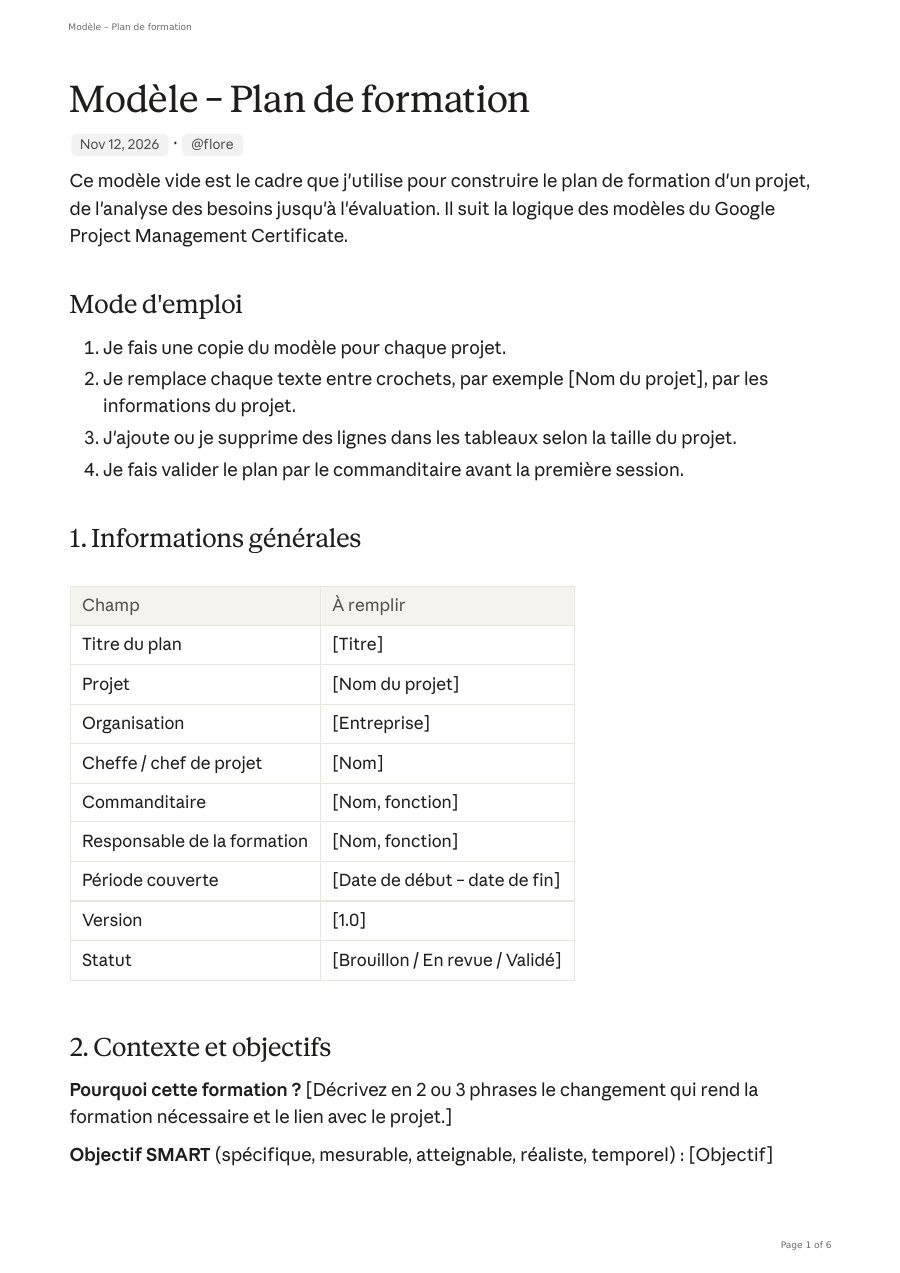 Modèle – Plan de formation
Modèle – Plan de formation
Nov 12, 2026 · @flore
Ce modèle vide est le cadre que j'utilise pour construire le plan de formation d'un projet,
de l'analyse des besoins jusqu'à l'évaluation. Il suit la logique des modèles du Google
Project Management Certificate.
Mode d'emploi
1. Je fais une copie du modèle pour chaque projet.
2. Je remplace chaque texte entre crochets, par exemple [Nom du projet], par les
informations du projet.
3. J'ajoute ou je supprime des lignes dans les tableaux selon la taille du projet.
4. Je fais valider le plan par le commanditaire avant la première session.
1. Informations générales
Champ À remplir
Titre du plan [Titre]
Projet [Nom du projet]
Organisation [Entreprise]
Cheffe / chef de projet [Nom]
Commanditaire [Nom, fonction]
Responsable de la formation [Nom, fonction]
Période couverte [Date de début – date de fin]
Version [1.0]
Statut [Brouillon / En revue / Validé]
2. Contexte et objectifs
Pourquoi cette formation ? [Décrivez en 2 ou 3 phrases le changement qui rend la
formation nécessaire et le lien avec le projet.]
Objectif SMART (spécifique, mesurable, atteignable, réaliste, temporel) : [Objectif]
Page 1 of 6